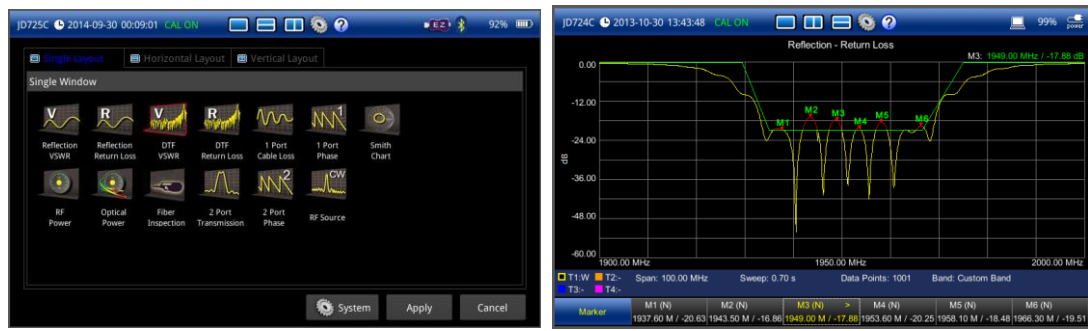 JD725C 2014-09-30 00:09:01 CAL ON EZ 92%
Single Layout Horizontal Layout Vertical Layout
Single Window
V R V R 1
Reflection VSWR
Reflection Return Loss
DTF VSWR
DTF Return Loss
1 Port Cable Loss
1 Port Phase
Smith Chart
2 CW
RF Power
Optical Power
Fiber Inspection
2 Port Transmission
2 Port Phase
RF Source
System Apply Cancel
JD724C 2013-10-30 13:43:48 CAL ON 99% power
Reflection - Return Loss
M3: 1949.00 MHz / -17.88 dB
0.00
-12.00
M1 M2 M3 M4 M5 M6
-24.00
dB
-36.00
-48.00
-60.00
1900.00 MHz 1950.00 MHz 2000.00 MHz
T1:W T2:- Span: 100.00 MHz Sweep: 0.70 s Data Points: 1001 Band: Custom Band
T3:- T4:-
Marker M1 (N) M2 (N) M3 (N) > M4 (N) M5 (N) M6 (N)
1937.60 M / -20.63 1943.50 M / -16.86 1949.00 M / -17.88 1953.60 M / -20.25 1958.10 M / -18.48 1966.30 M / -19.51